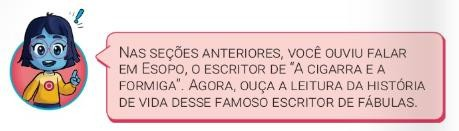 NAS SEÇÕES ANTERIORES, VOCÊ OUVIU FALAR
EM ESOPO, O ESCRITOR DE "A CIGARRA E A
FORMIGA". AGORA, OUÇA A LEITURA DA HISTÓRIA
DE VIDA DESSE FAMOSO ESCRITOR DE FÁBULAS.